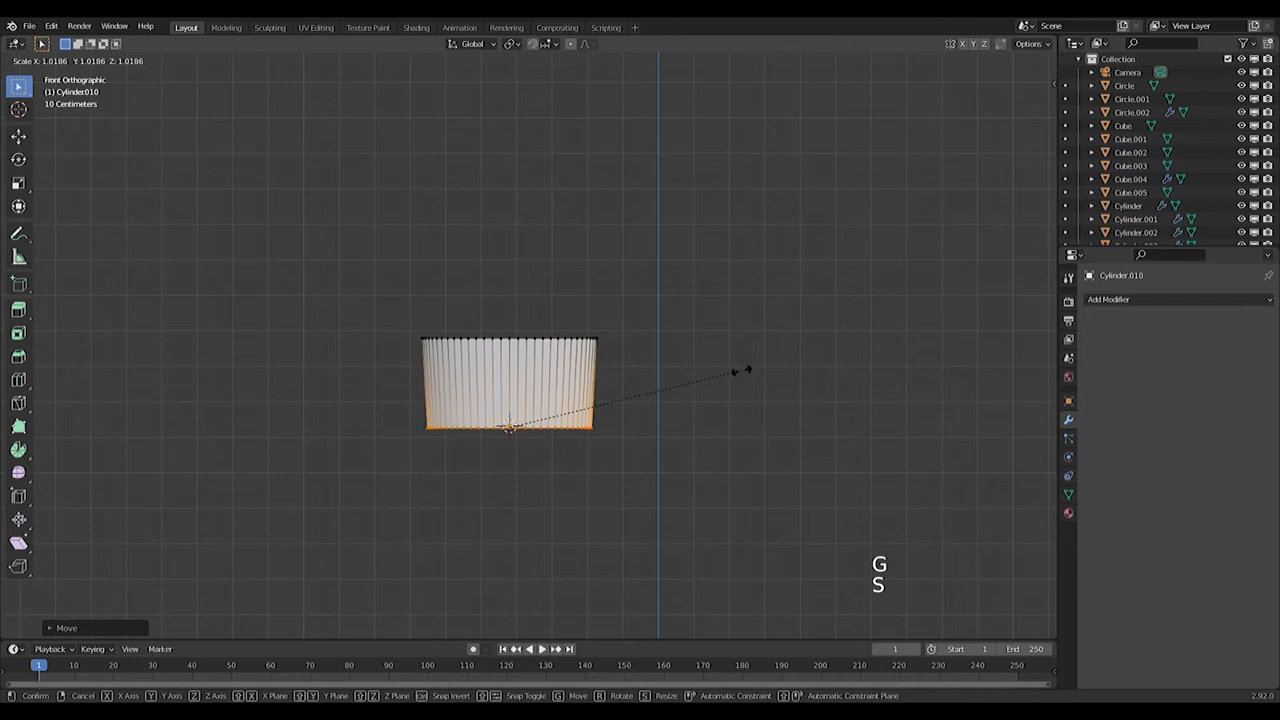 File Edit Render Window Help Layout Modeling Sculpting UV Editing Texture Paint Shading Animation Rendering Compositing Scripting + Scene View Layer
Global X Y Z Options
Scale X: 1.0186 Y: 1.0186 Z: 1.0186
Front Orthographic
(1) Cylinder010
10 Centimeters
Collection
Camera
Circle
Circle.001
Circle.002
Cube
Cube.001
Cube.002
Cube.003
Cube.004
Cube.005
Cylinder
Cylinder.001
Cylinder.002
Cylinder.010
Add Modifier
G
S
Move
Playback Keying View Marker 1 Start 1 End 250
1 10 20 30 40 50 60 70 80 90 100 110 120 130 140 150 160 170 180 190 200 210 220 230 240 250
Confirm Cancel X X Axis Y Y Axis Z Z Axis X X Plane Y Y Plane Z Z Plane Snap Invert Snap Toggle G Move R Rotate S Resize Automatic Constraint Automatic Constraint Plane 2.92.0